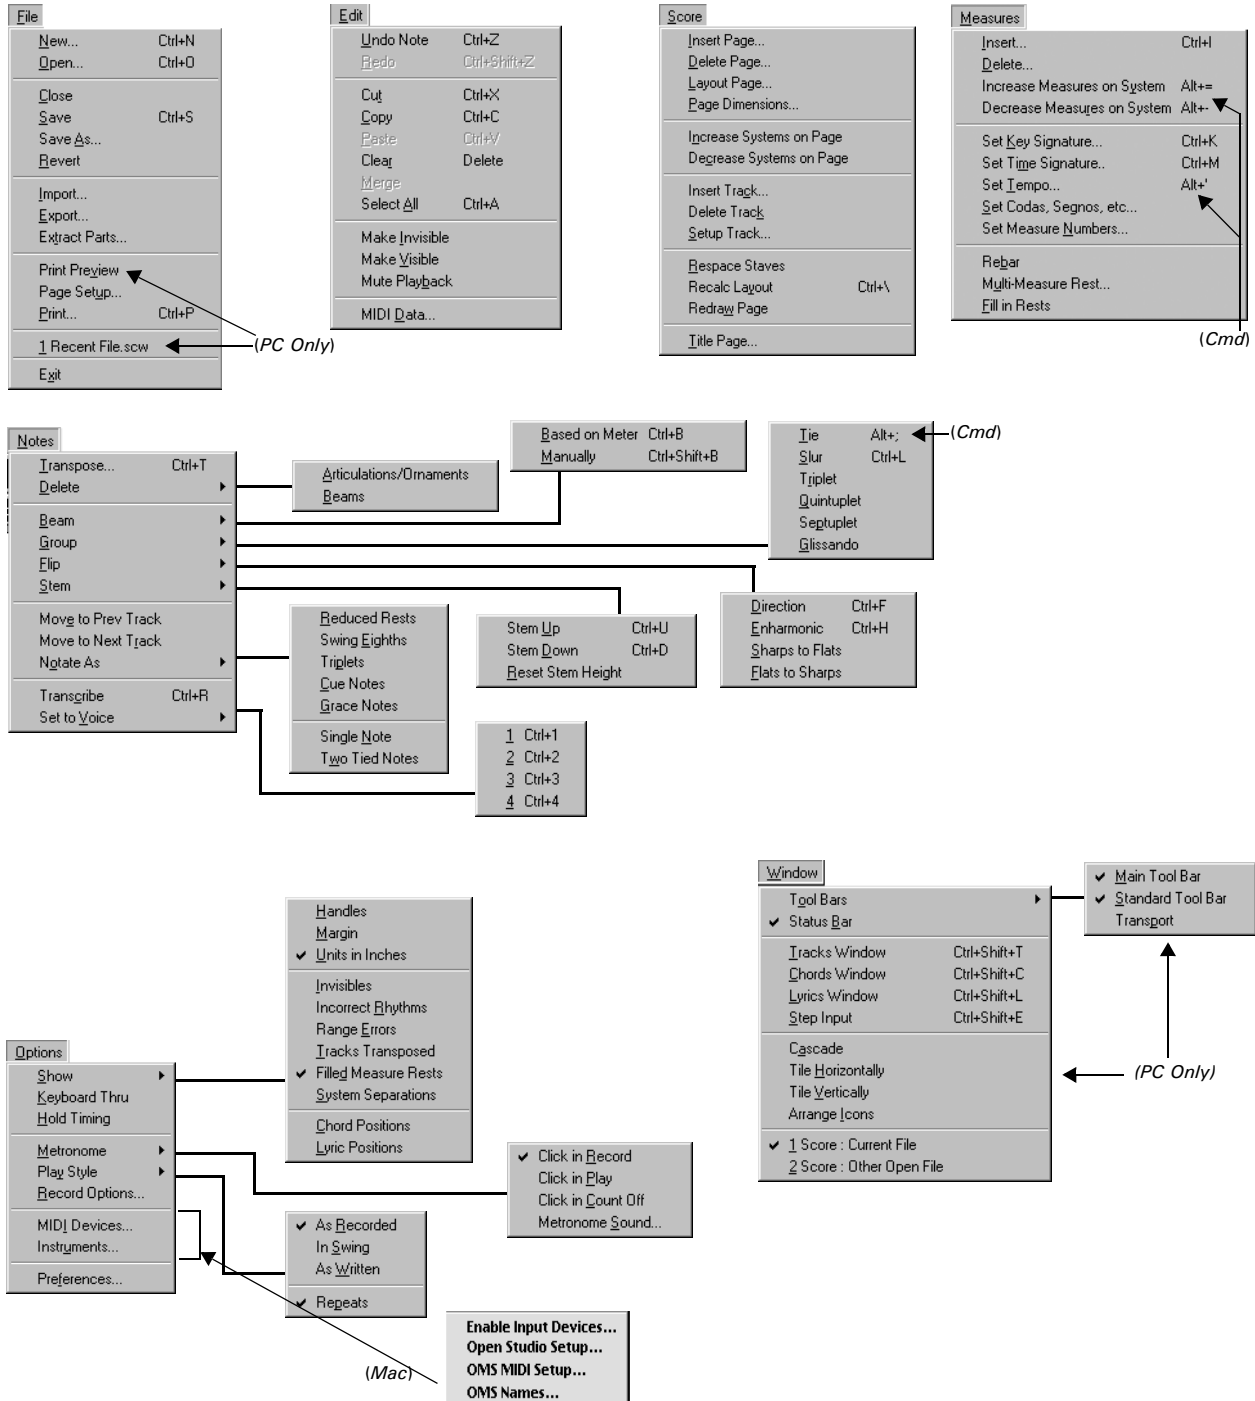 File
New... Ctrl+N
Open... Ctrl+O
Close
Save Ctrl+S
Save As...
Revert
Import...
Export...
Extract Parts...
Print Preview
Page Setup...
Print... Ctrl+P
1 Recent File.scw
Exit
(PC Only)
Edit
Undo Note Ctrl+Z
Redo Ctrl+Shift+Z
Cut Ctrl+X
Copy Ctrl+C
Paste Ctrl+V
Clear Delete
Merge
Select All Ctrl+A
Make Invisible
Make Visible
Mute Playback
MIDI Data...
Score
Insert Page...
Delete Page...
Layout Page...
Page Dimensions...
Increase Systems on Page
Decrease Systems on Page
Insert Track...
Delete Track
Setup Track...
Respace Staves
Recalc Layout Ctrl+\
Redraw Page
Title Page...
Measures
Insert... Ctrl+I
Delete...
Increase Measures on System Alt+=
Decrease Measures on System Alt+-
Set Key Signature... Ctrl+K
Set Time Signature.. Ctrl+M
Set Tempo... Alt+'
Set Codas, Segnos, etc...
Set Measure Numbers...
Rebar
Multi-Measure Rest...
Fill in Rests
(Cmd)
Notes
Transpose... Ctrl+T
Delete
Beam
Group
Flip
Stem
Move to Prev Track
Move to Next Track
Notate As
Transcribe Ctrl+R
Set to Voice
Articulations/Ornaments
Beams
Based on Meter Ctrl+B
Manually Ctrl+Shift+B
Tie Alt+;
Slur Ctrl+L
Triplet
Quintuplet
Septuplet
Glissando
(Cmd)
Reduced Rests
Swing Eighths
Triplets
Cue Notes
Grace Notes
Single Note
Two Tied Notes
Stem Up Ctrl+U
Stem Down Ctrl+D
Reset Stem Height
Direction Ctrl+F
Enharmonic Ctrl+H
Sharps to Flats
Flats to Sharps
1 Ctrl+1
2 Ctrl+2
3 Ctrl+3
4 Ctrl+4
Options
Show
Keyboard Thru
Hold Timing
Metronome
Play Style
Record Options...
MIDI Devices...
Instruments...
Preferences...
Handles
Margin
Units in Inches
Invisibles
Incorrect Rhythms
Range Errors
Tracks Transposed
Filled Measure Rests
System Separations
Chord Positions
Lyric Positions
Click in Record
Click in Play
Click in Count Off
Metronome Sound...
As Recorded
In Swing
As Written
Repeats
(Mac)
Enable Input Devices...
Open Studio Setup...
OMS MIDI Setup...
OMS Names...
Window
Tool Bars
Status Bar
Tracks Window Ctrl+Shift+T
Chords Window Ctrl+Shift+C
Lyrics Window Ctrl+Shift+L
Step Input Ctrl+Shift+E
Cascade
Tile Horizontally
Tile Vertically
Arrange Icons
1 Score : Current File
2 Score : Other Open File
Main Tool Bar
Standard Tool Bar
Transport
(PC Only)